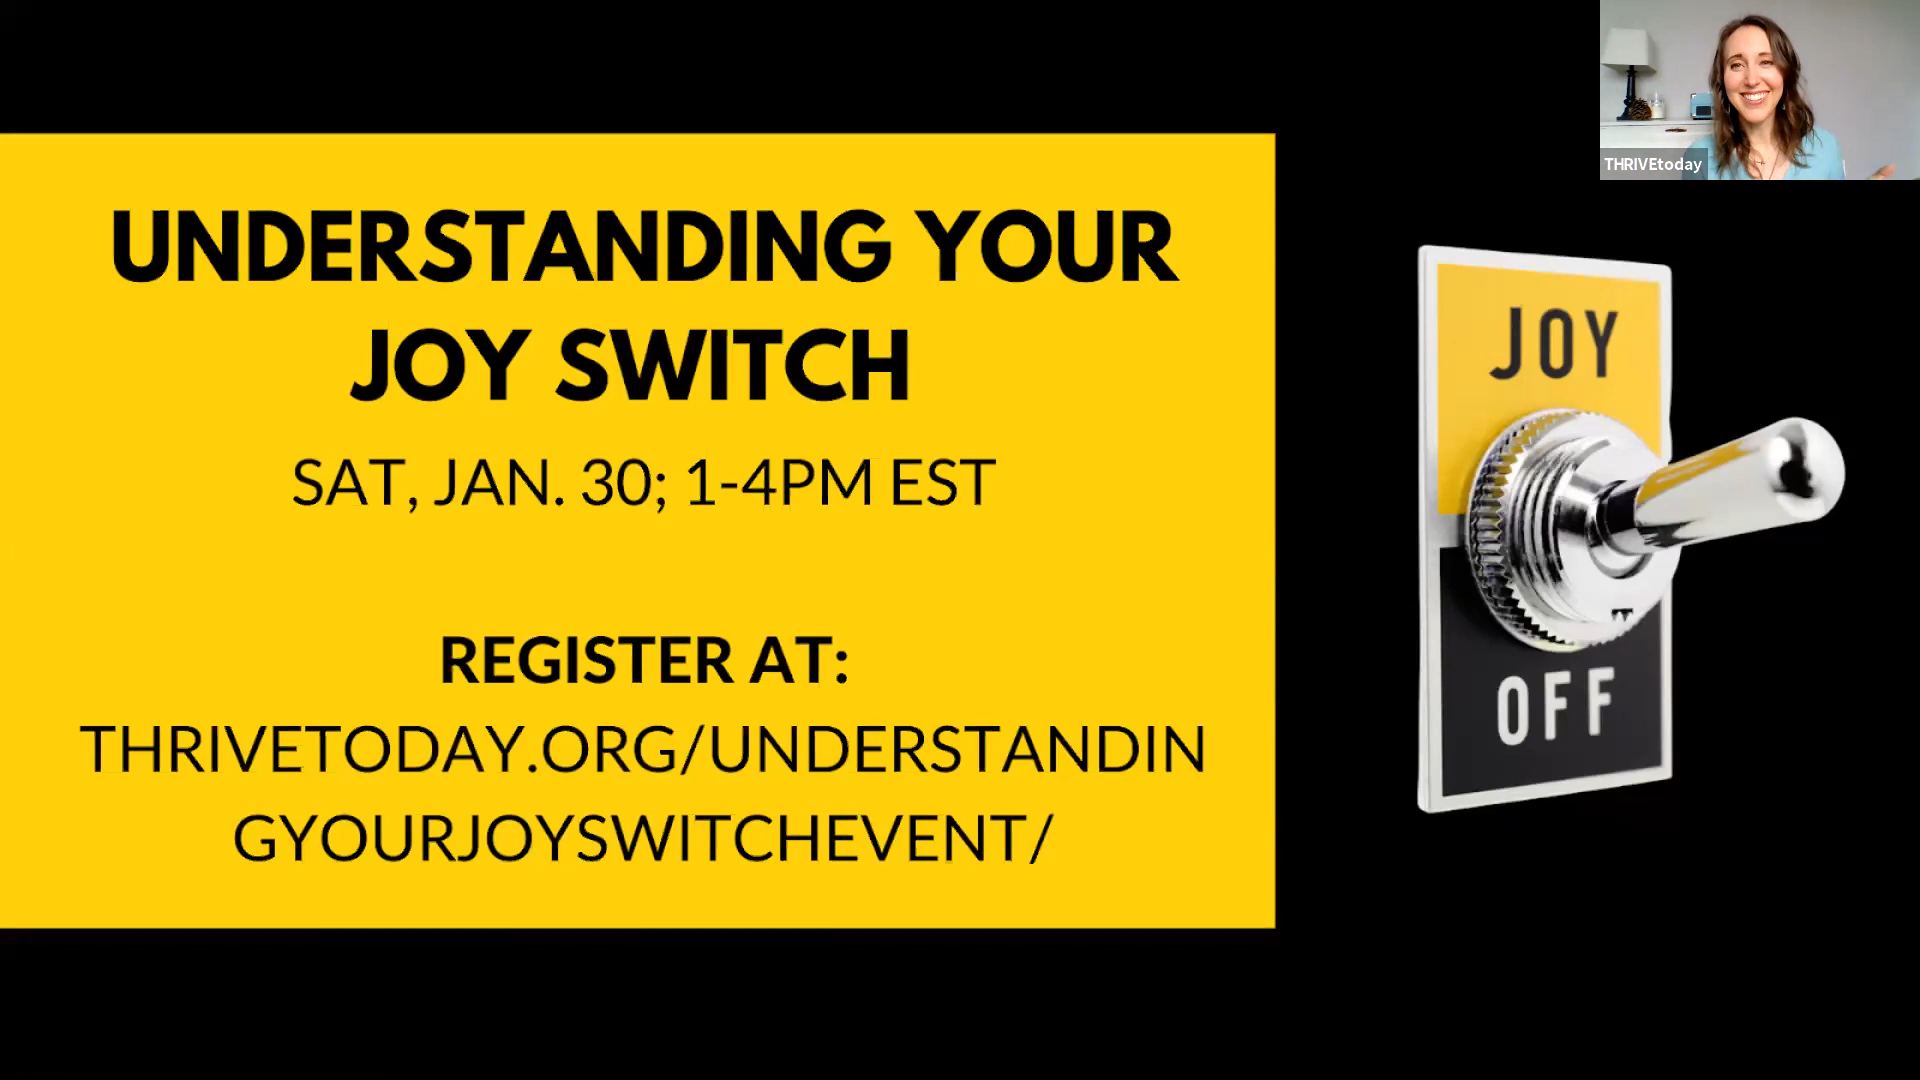 THRIVEtoday
UNDERSTANDING YOUR
JOY SWITCH
SAT, JAN. 30; 1-4PM EST
REGISTER AT:
THRIVETODAY.ORG/UNDERSTANDIN
GYOURJOYSWITCHEVENT/
JOY
OFF